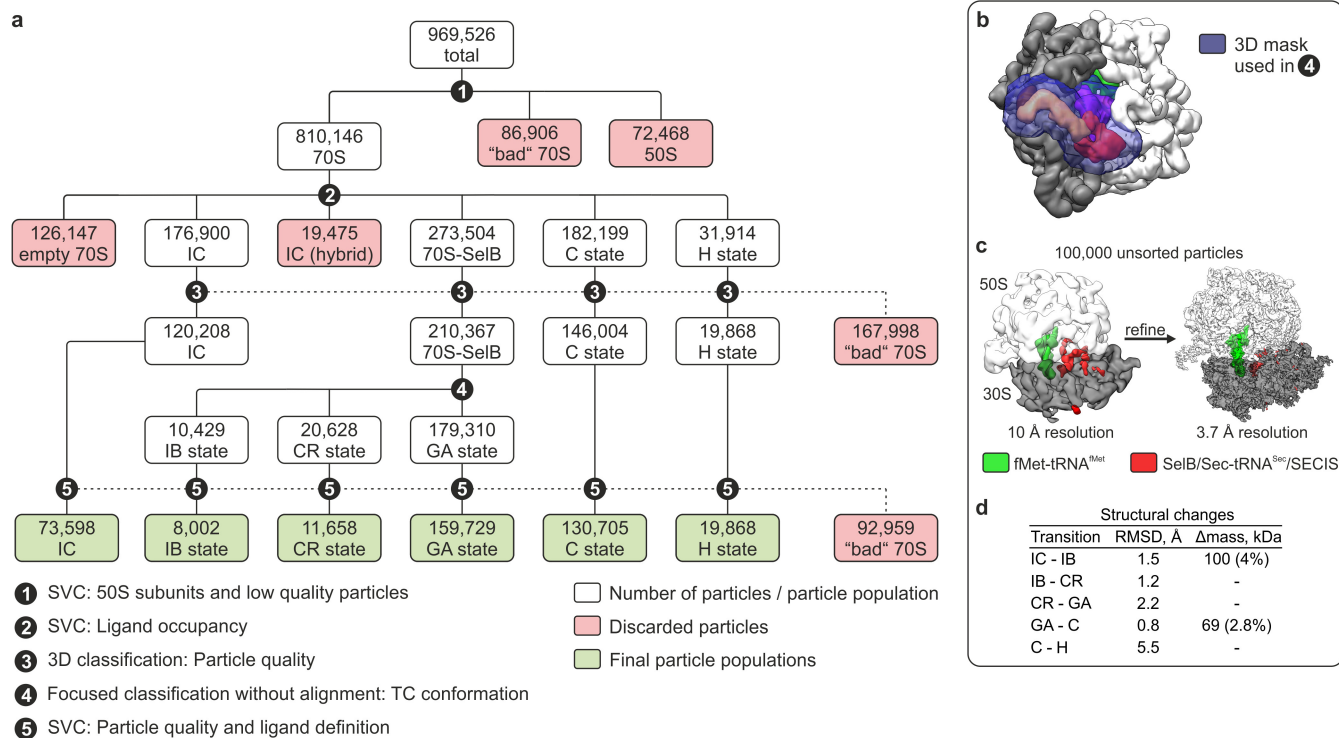 a
969,526
total
1
810,146
70S
86,906
"bad" 70S
72,468
50S
2
126,147
empty 70S
176,900
IC
19,475
IC (hybrid)
273,504
70S-SelB
182,199
C state
31,914
H state
3
3
3
3
120,208
IC
210,367
70S-SelB
146,004
C state
19,868
H state
167,998
"bad" 70S
4
10,429
IB state
20,628
CR state
179,310
GA state
5
5
5
5
5
5
73,598
IC
8,002
IB state
11,658
CR state
159,729
GA state
130,705
C state
19,868
H state
92,959
"bad" 70S
1 SVC: 50S subunits and low quality particles
2 SVC: Ligand occupancy
3 3D classification: Particle quality
4 Focused classification without alignment: TC conformation
5 SVC: Particle quality and ligand definition
Number of particles / particle population
Discarded particles
Final particle populations
b
3D mask
used in 4
c
100,000 unsorted particles
50S
30S
refine
10 Å resolution
3.7 Å resolution
fMet-tRNAfMet
SelB/Sec-tRNASec/SECIS
d
Structural changes
Transition RMSD, Å Δmass, kDa
IC - IB 1.5 100 (4%)
IB - CR 1.2 -
CR - GA 2.2 -
GA - C 0.8 69 (2.8%)
C - H 5.5 -